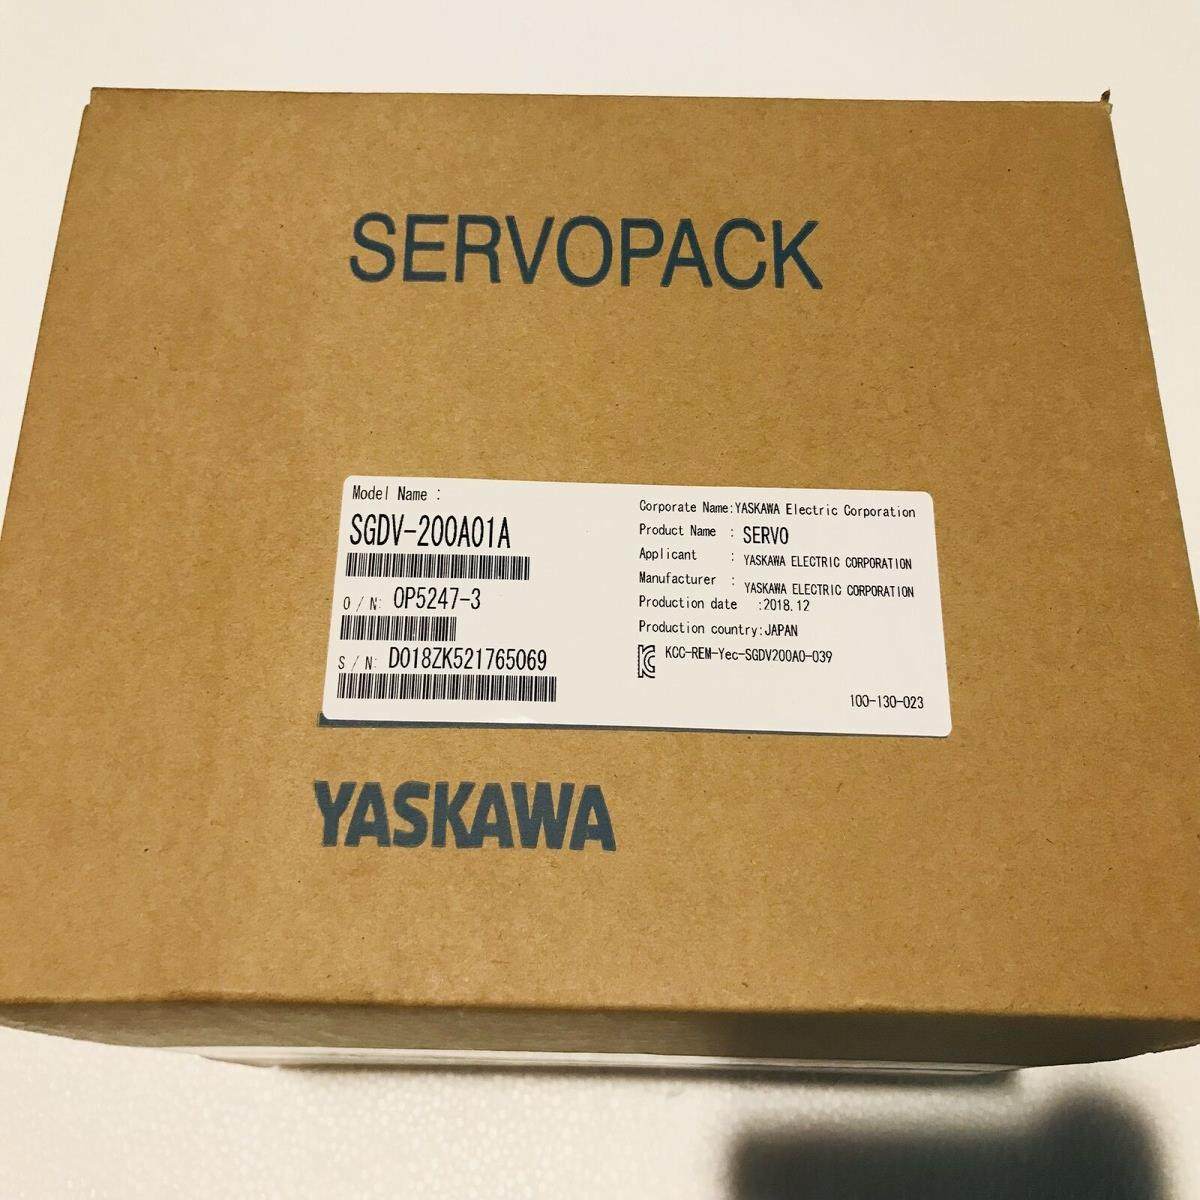 SERVOPACK
Model Name :
SGDV-200A01A
O / N: OP5247-3
S / N: D018ZK521765069
Corporate Name:YASKAWA Electric Corporation
Product Name : SERVO
Applicant : YASKAWA ELECTRIC CORPORATION
Manufacturer : YASKAWA ELECTRIC CORPORATION
Production date :2018.12
Production country:JAPAN
KCC-REM-Yec-SGDV200A0-039
100-130-023
YASKAWA